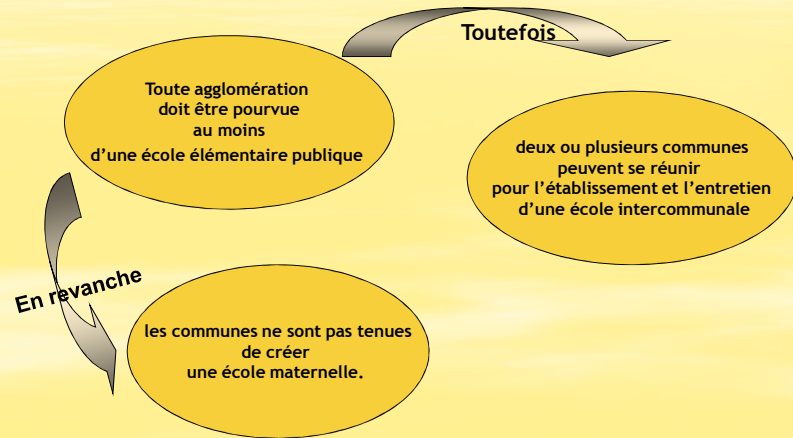 Toute agglomération
doit être pourvue
au moins
d’une école élémentaire publique
Toutefois
deux ou plusieurs communes
peuvent se réunir
pour l’établissement et l’entretien
d’une école intercommunale
En revanche
les communes ne sont pas tenues
de créer
une école maternelle.